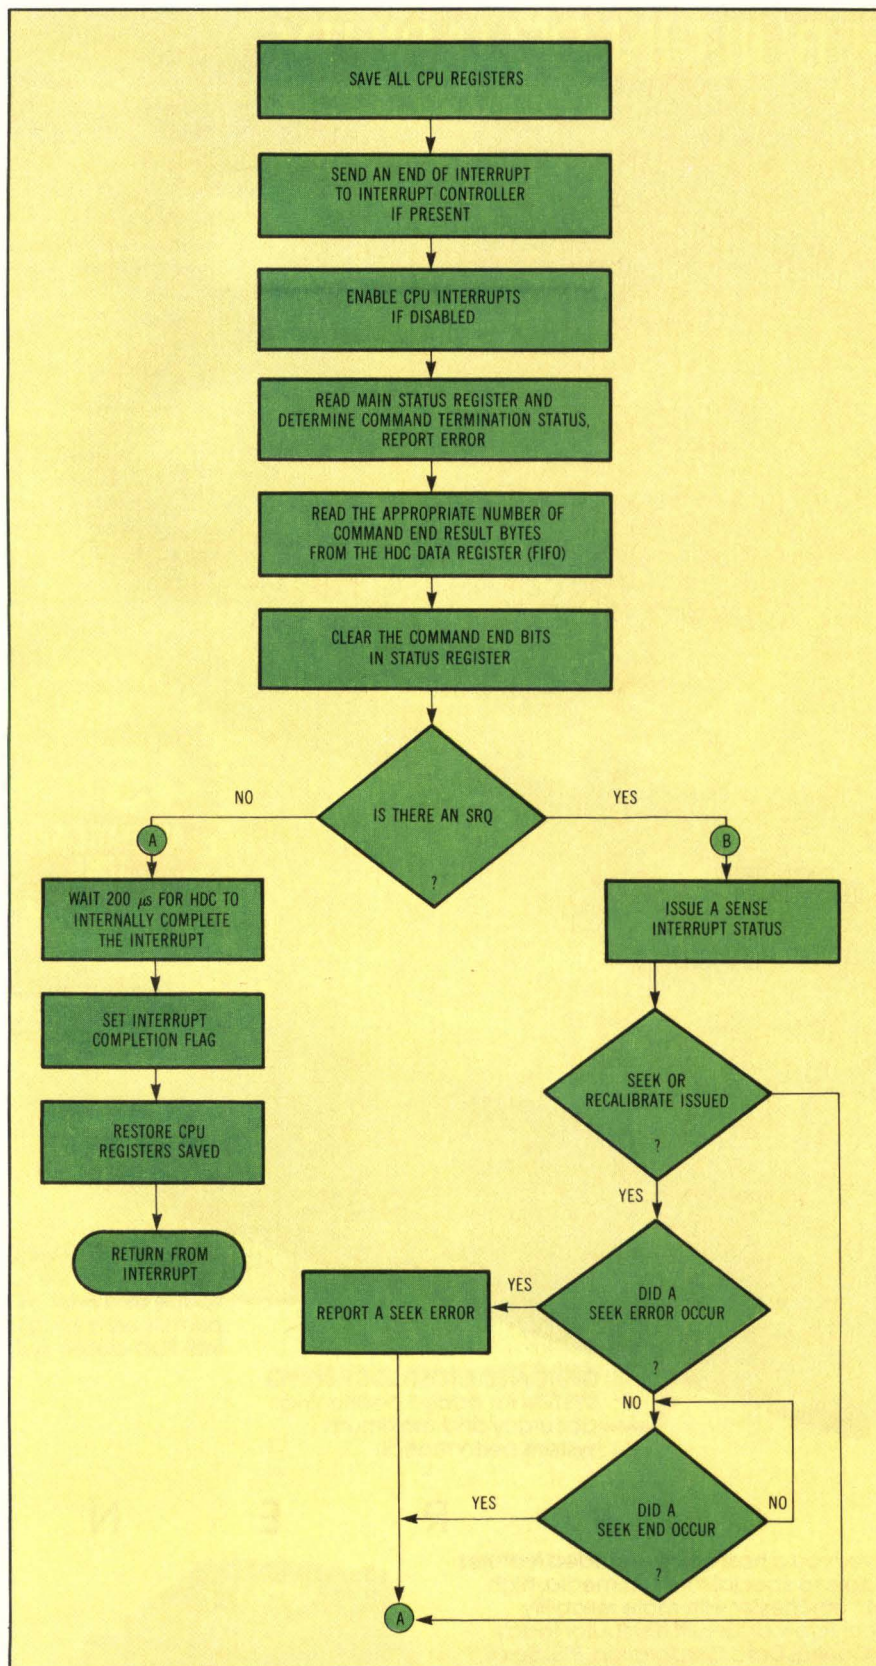 SAVE ALL CPU REGISTERS
SEND AN END OF INTERRUPT
TO INTERRUPT CONTROLLER
IF PRESENT
ENABLE CPU INTERRUPTS
IF DISABLED
READ MAIN STATUS REGISTER AND
DETERMINE COMMAND TERMINATION STATUS,
REPORT ERROR
READ THE APPROPRIATE NUMBER OF
COMMAND END RESULT BYTES
FROM THE HDC DATA REGISTER (FIFO)
CLEAR THE COMMAND END BITS
IN STATUS REGISTER
IS THERE AN SRQ
?
NO
YES
A
WAIT 200 μs FOR HDC TO
INTERNALLY COMPLETE
THE INTERRUPT
SET INTERRUPT
COMPLETION FLAG
RESTORE CPU
REGISTERS SAVED
RETURN FROM
INTERRUPT
B
ISSUE A SENSE
INTERRUPT STATUS
SEEK OR
RECALIBRATE ISSUED
?
YES
DID A
SEEK ERROR OCCUR
?
YES
REPORT A SEEK ERROR
NO
DID A
SEEK END OCCUR
?
NO
YES
A